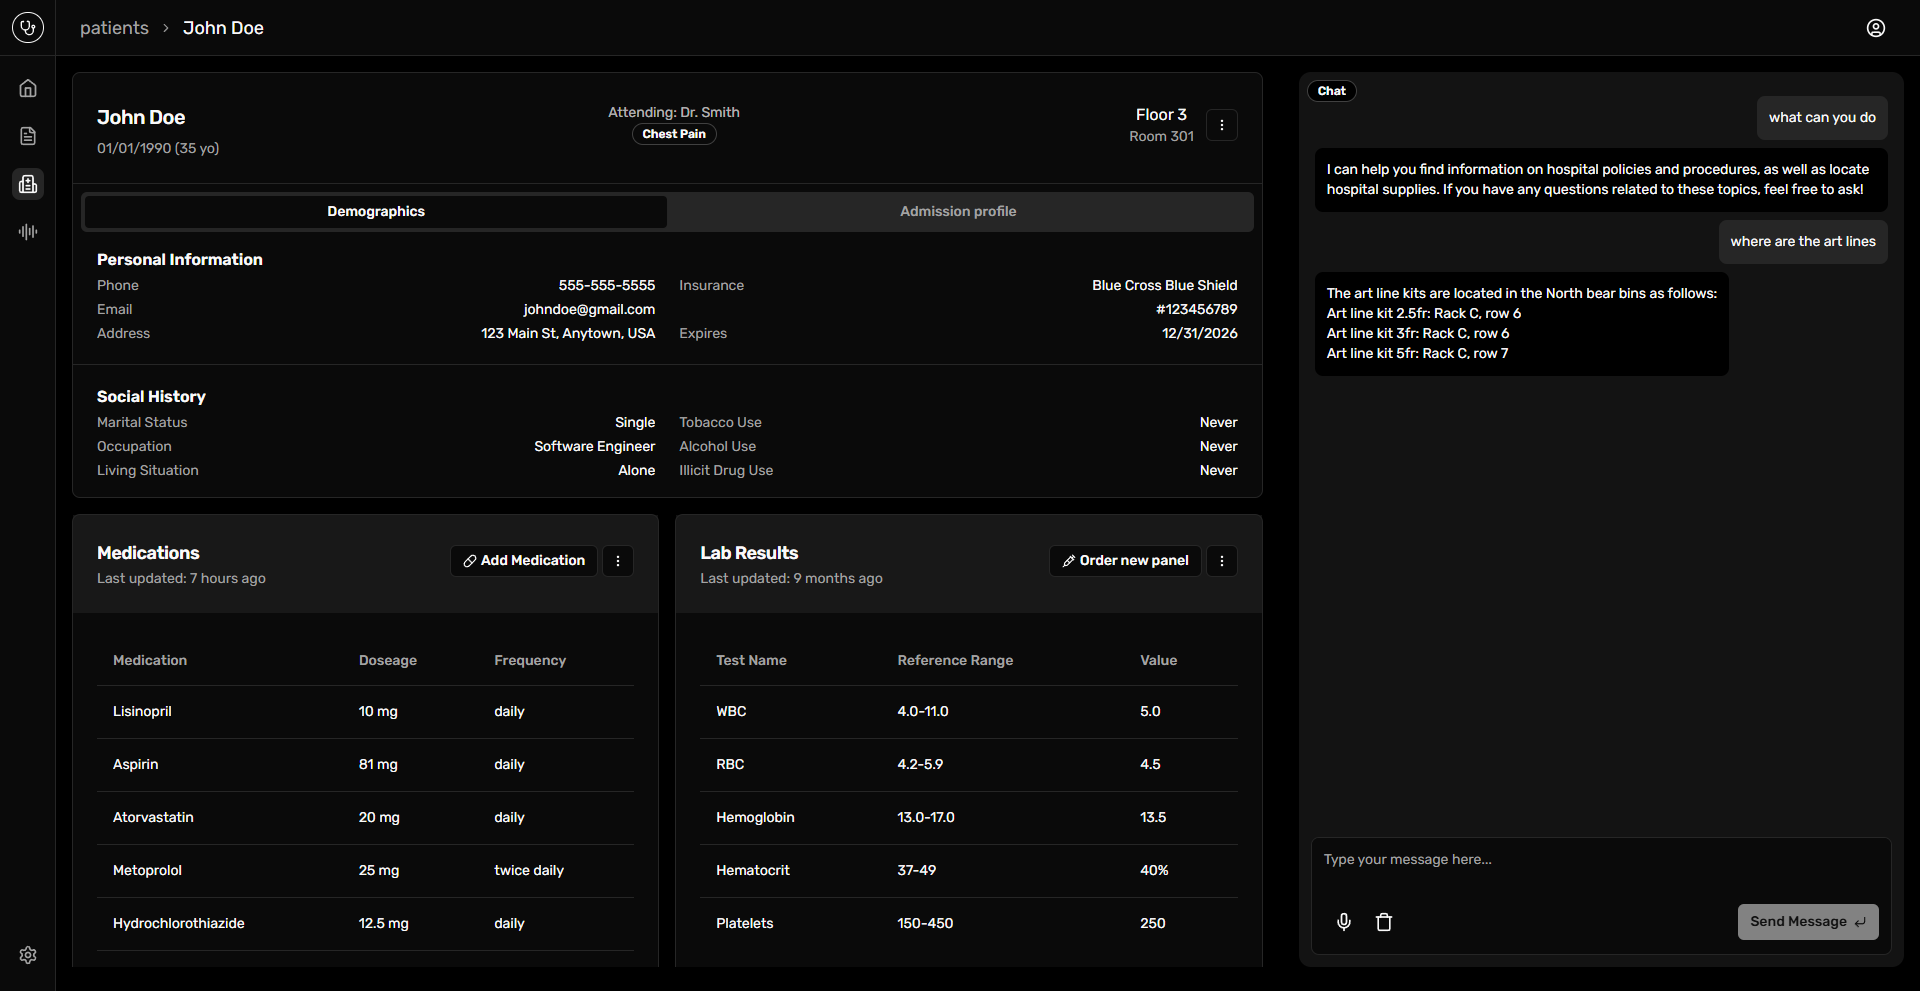 patients > John Doe
John Doe
01/01/1990 (35 yo)
Attending: Dr. Smith
Chest Pain
Floor 3
Room 301
Demographics
Admission profile
Personal Information
Phone 555-555-5555
Email johndoe@gmail.com
Address 123 Main St, Anytown, USA
Insurance Blue Cross Blue Shield
#123456789
Expires 12/31/2026
Social History
Marital Status Single
Occupation Software Engineer
Living Situation Alone
Tobacco Use Never
Alcohol Use Never
Illicit Drug Use Never
Medications
Last updated: 7 hours ago
Add Medication
Medication Doseage Frequency
Lisinopril 10 mg daily
Aspirin 81 mg daily
Atorvastatin 20 mg daily
Metoprolol 25 mg twice daily
Hydrochlorothiazide 12.5 mg daily
Lab Results
Last updated: 9 months ago
Order new panel
Test Name Reference Range Value
WBC 4.0-11.0 5.0
RBC 4.2-5.9 4.5
Hemoglobin 13.0-17.0 13.5
Hematocrit 37-49 40%
Platelets 150-450 250
Chat
what can you do
I can help you find information on hospital policies and procedures, as well as locate
hospital supplies. If you have any questions related to these topics, feel free to ask!
where are the art lines
The art line kits are located in the North bear bins as follows:
Art line kit 2.5fr: Rack C, row 6
Art line kit 3fr: Rack C, row 6
Art line kit 5fr: Rack C, row 7
Type your message here...
Send Message